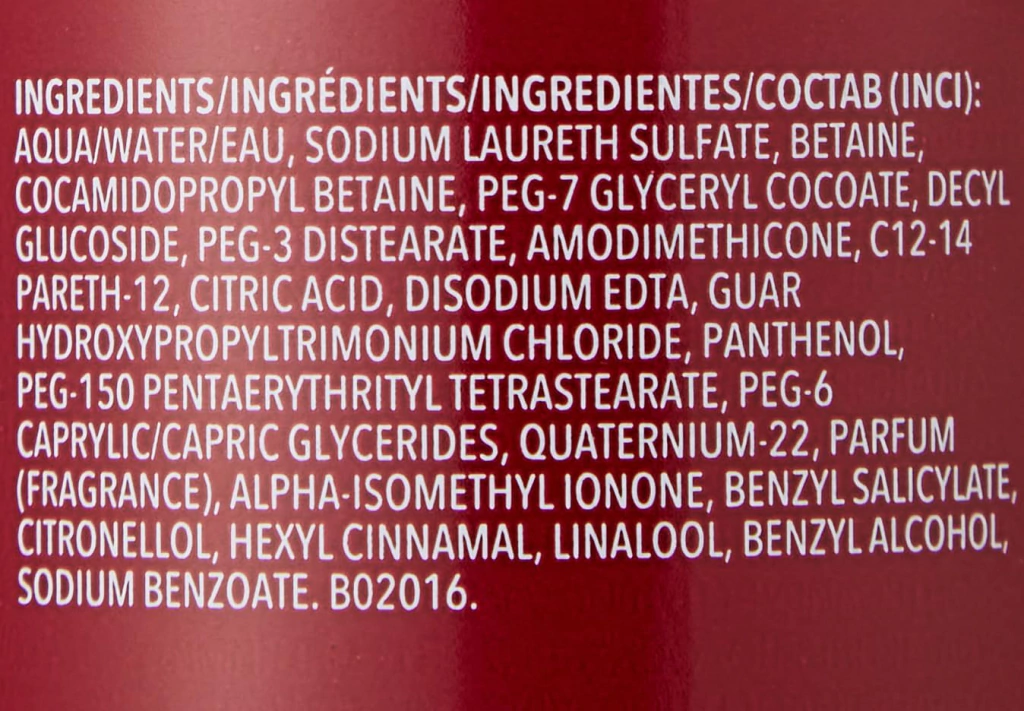 INGREDIENTS/INGRÉDIENTS/INGREDIENTES/COCTAB (INCI):
AQUA/WATER/EAU, SODIUM LAURETH SULFATE, BETAINE,
COCAMIDOPROPYL BETAINE, PEG-7 GLYCERYL COCOATE, DECYL
GLUCOSIDE, PEG-3 DISTEARATE, AMODIMETHICONE, C12-14
PARETH-12, CITRIC ACID, DISODIUM EDTA, GUAR
HYDROXYPROPYLTRIMONIUM CHLORIDE, PANTHENOL,
PEG-150 PENTAERYTHRITYL TETRASTEARATE, PEG-6
CAPRYLIC/CAPRIC GLYCERIDES, QUATERNIUM-22, PARFUM
(FRAGRANCE), ALPHA-ISOMETHYL IONONE, BENZYL SALICYLATE,
CITRONELLOL, HEXYL CINNAMAL, LINALOOL, BENZYL ALCOHOL,
SODIUM BENZOATE. B02016.